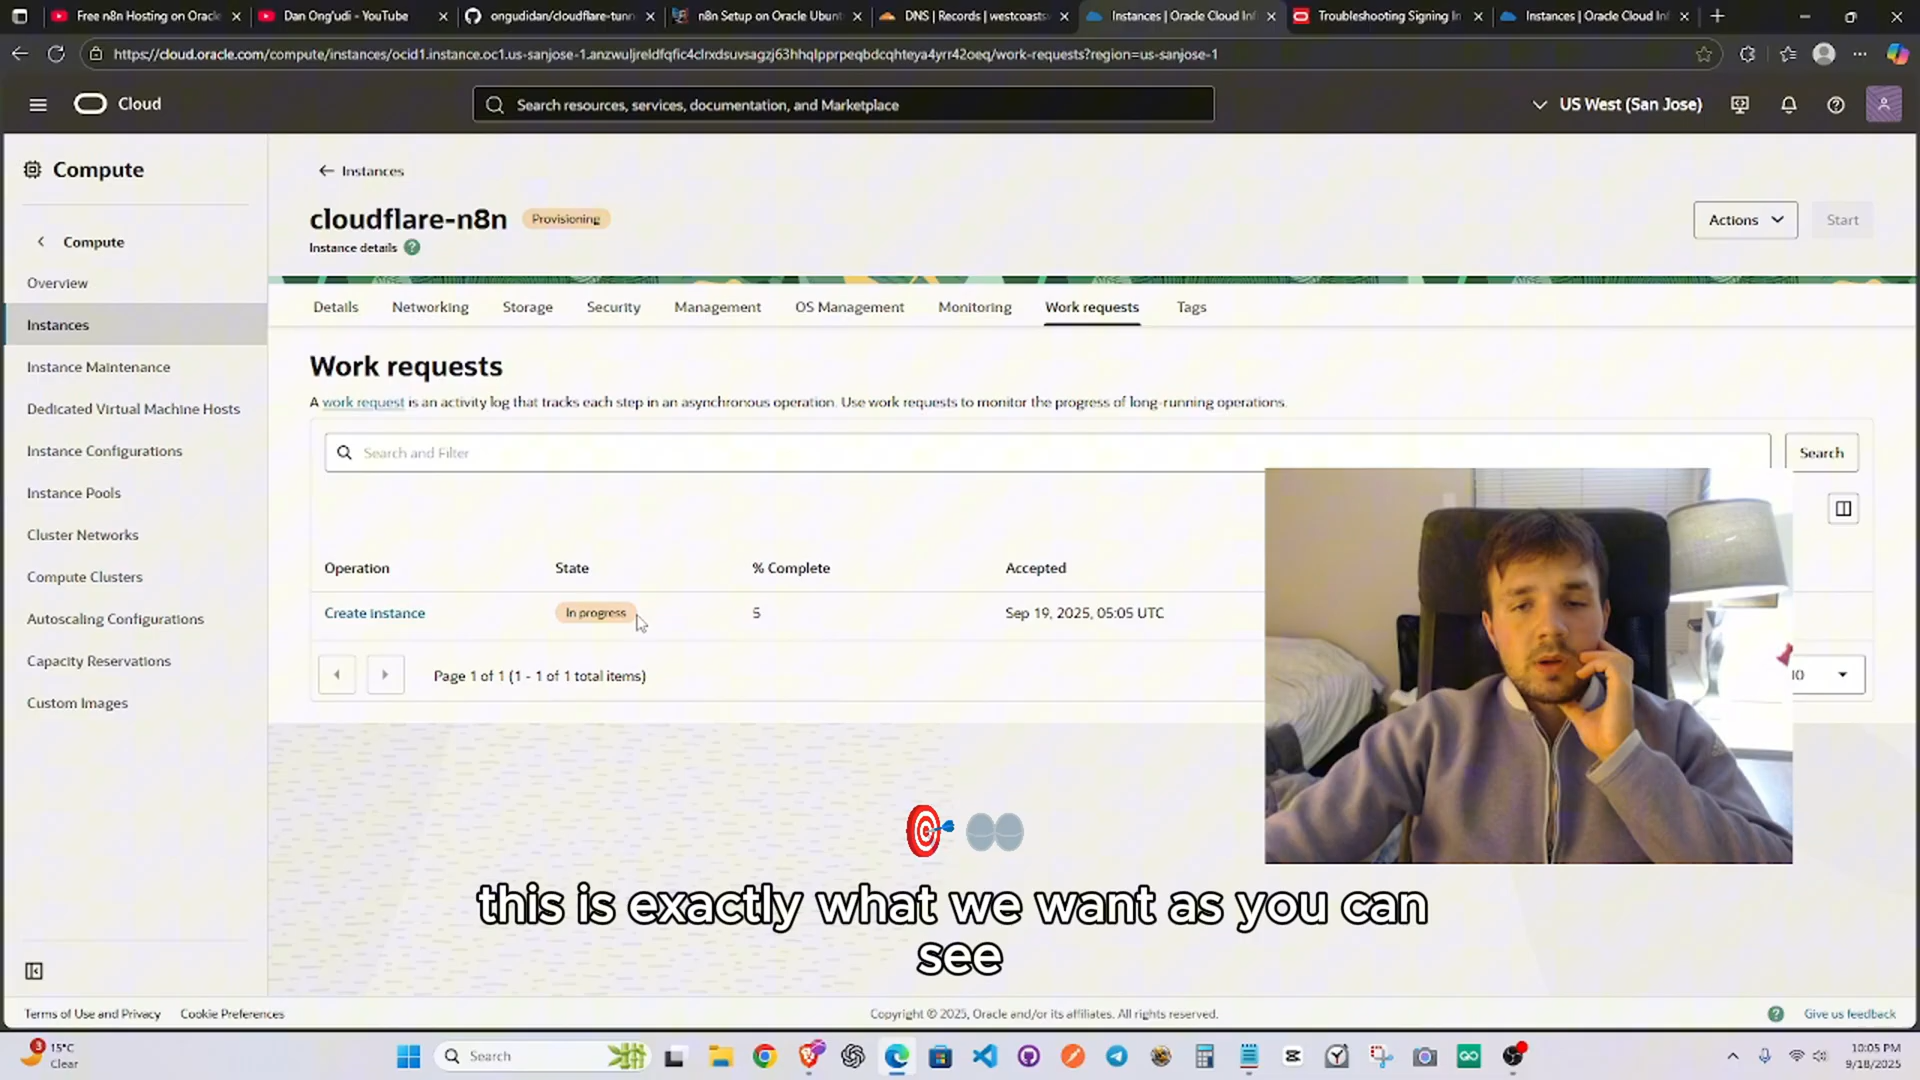 Free n8n Hosting on Oracle
Dan Ong'udi - YouTube
ongudidan/cloudflare-tunn
n8n Setup on Oracle Ubunt
DNS | Records | westcoast
Instances | Oracle Cloud Inf
Troubleshooting Signing In
Instances | Oracle Cloud Inf
https://cloud.oracle.com/compute/instances/ocid1.instance.oc1.us-sanjose-1.anzwuljreldfqfic4clrxdsuvsagzj63hhqlpprpeqbdcqhteya4yrr42oeq/work-requests?region=us-sanjose-1
Cloud
Search resources, services, documentation, and Marketplace
US West (San Jose)
Compute
Instances
cloudflare-n8n
Provisioning
Actions
Start
Instance details
Compute
Overview
Instances
Instance Maintenance
Dedicated Virtual Machine Hosts
Instance Configurations
Instance Pools
Cluster Networks
Compute Clusters
Autoscaling Configurations
Capacity Reservations
Custom Images
Details
Networking
Storage
Security
Management
OS Management
Monitoring
Work requests
Tags
Work requests
A work request is an activity log that tracks each step in an asynchronous operation. Use work requests to monitor the progress of long-running operations.
Search and Filter
Search
Operation
State
% Complete
Accepted
Create instance
In progress
5
Sep 19, 2025, 05:05 UTC
Page 1 of 1 (1 - 1 of 1 total items)
10
this is exactly what we want as you can
see
Terms of Use and Privacy
Cookie Preferences
Copyright © 2025, Oracle and/or its affiliates. All rights reserved.
Give us feedback
3
15°C
Clear
Search
10:05 PM
9/18/2025